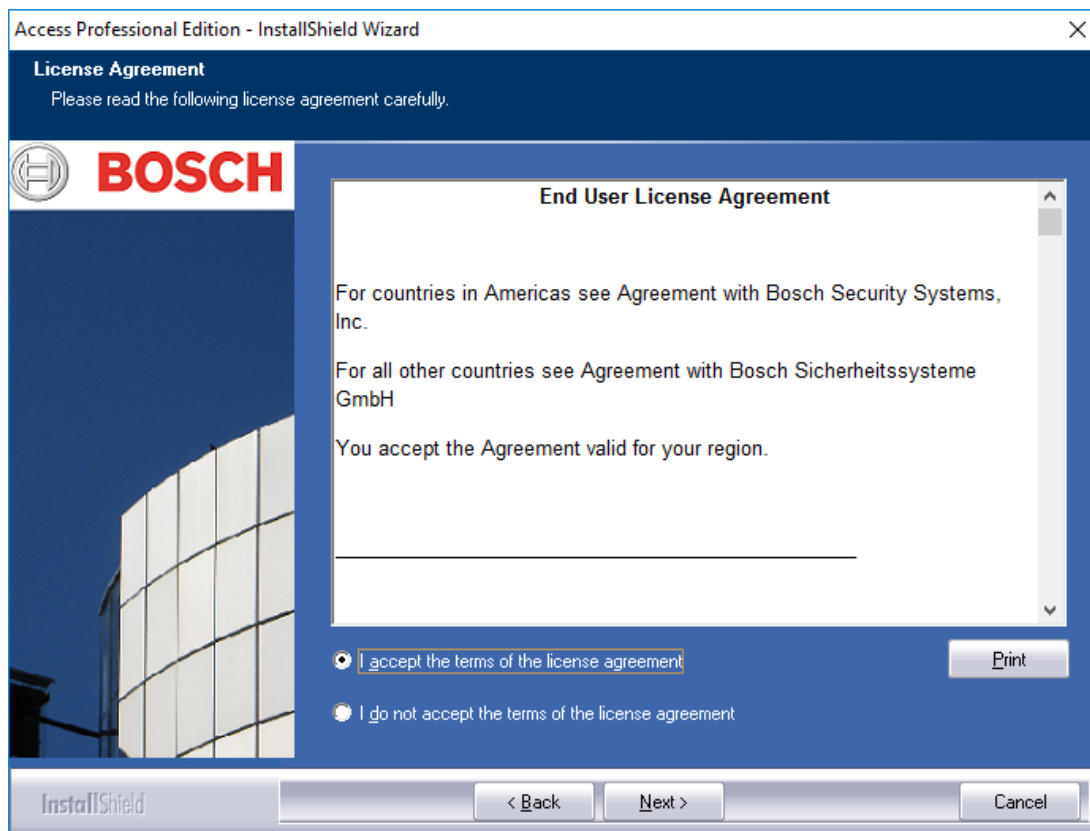 Access Professional Edition - InstallShield Wizard
License Agreement
Please read the following license agreement carefully.
BOSCH
End User License Agreement
For countries in Americas see Agreement with Bosch Security Systems,
Inc.
For all other countries see Agreement with Bosch Sicherheitssysteme
GmbH
You accept the Agreement valid for your region.
I accept the terms of the license agreement
Print
I do not accept the terms of the license agreement
InstallShield
< Back
Next >
Cancel